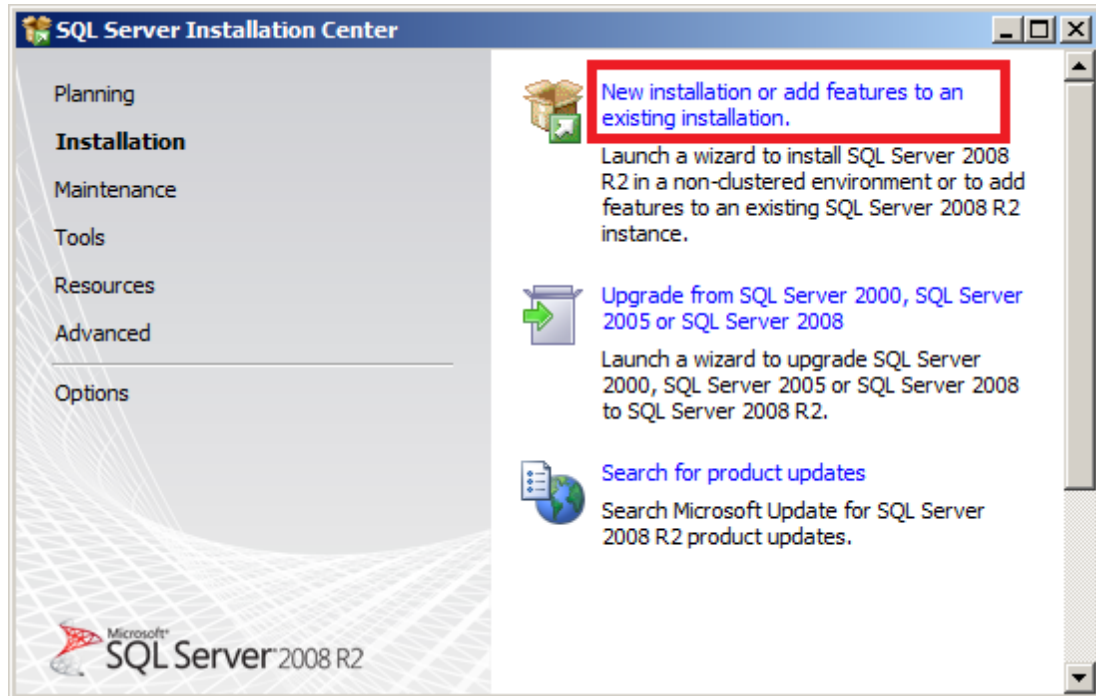 SQL Server Installation Center
Planning
Installation
Maintenance
Tools
Resources
Advanced
Options
New installation or add features to an
existing installation.
Launch a wizard to install SQL Server 2008
R2 in a non-clustered environment or to add
features to an existing SQL Server 2008 R2
instance.
Upgrade from SQL Server 2000, SQL Server
2005 or SQL Server 2008
Launch a wizard to upgrade SQL Server
2000, SQL Server 2005 or SQL Server 2008
to SQL Server 2008 R2.
Search for product updates
Search Microsoft Update for SQL Server
2008 R2 product updates.
Microsoft®
SQL Server® 2008 R2